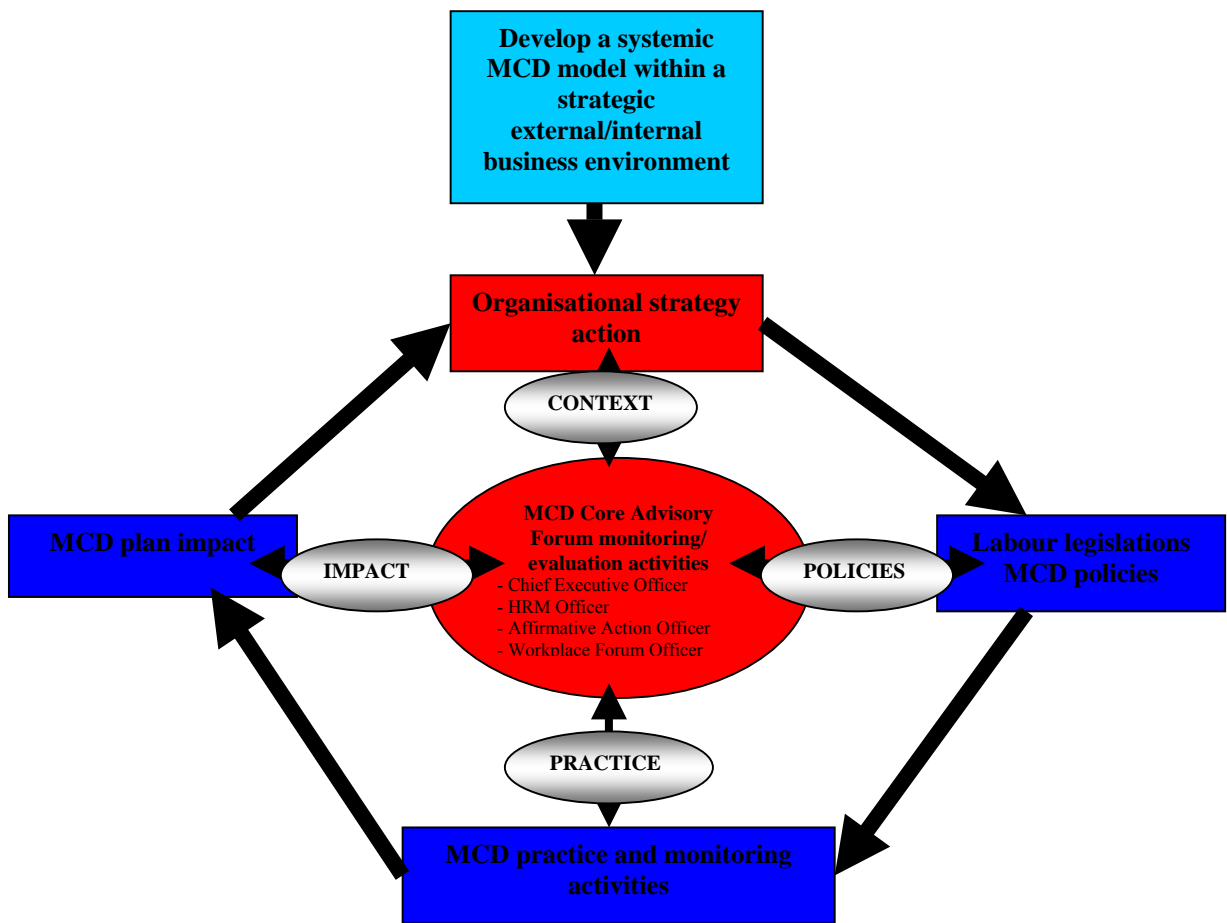 Develop a systemic
MCD model within a
strategic
external/internal
business environment
Organisational strategy
action
CONTEXT
MCD Core Advisory
Forum monitoring/
evaluation activities
- Chief Executive Officer
- HRM Officer
- Affirmative Action Officer
- Workplace Forum Officer
MCD plan impact
IMPACT
POLICIES
Labour legislations
MCD policies
PRACTICE
MCD practice and monitoring
activities